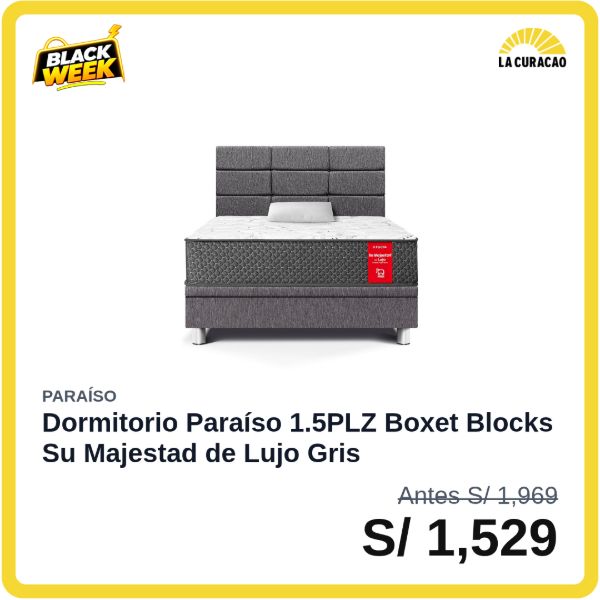 BLACK
WEEK
LA CURACAO
PARAÍSO
Dormitorio Paraíso 1.5PLZ Boxet Blocks
Su Majestad de Lujo Gris
Antes S/ 1,969
S/ 1,529